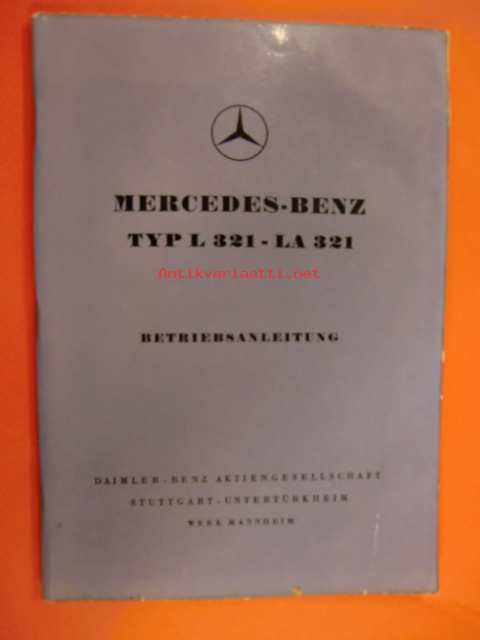 MERCEDES-BENZ
TYP L 321 - LA 321
Antikvariaatti.net
BETRIEBSANLEITUNG
DAIMLER-BENZ AKTIENGESELLSCHAFT
STUTTGART-UNTERTÜRKHEIM
WERK MANNHEIM